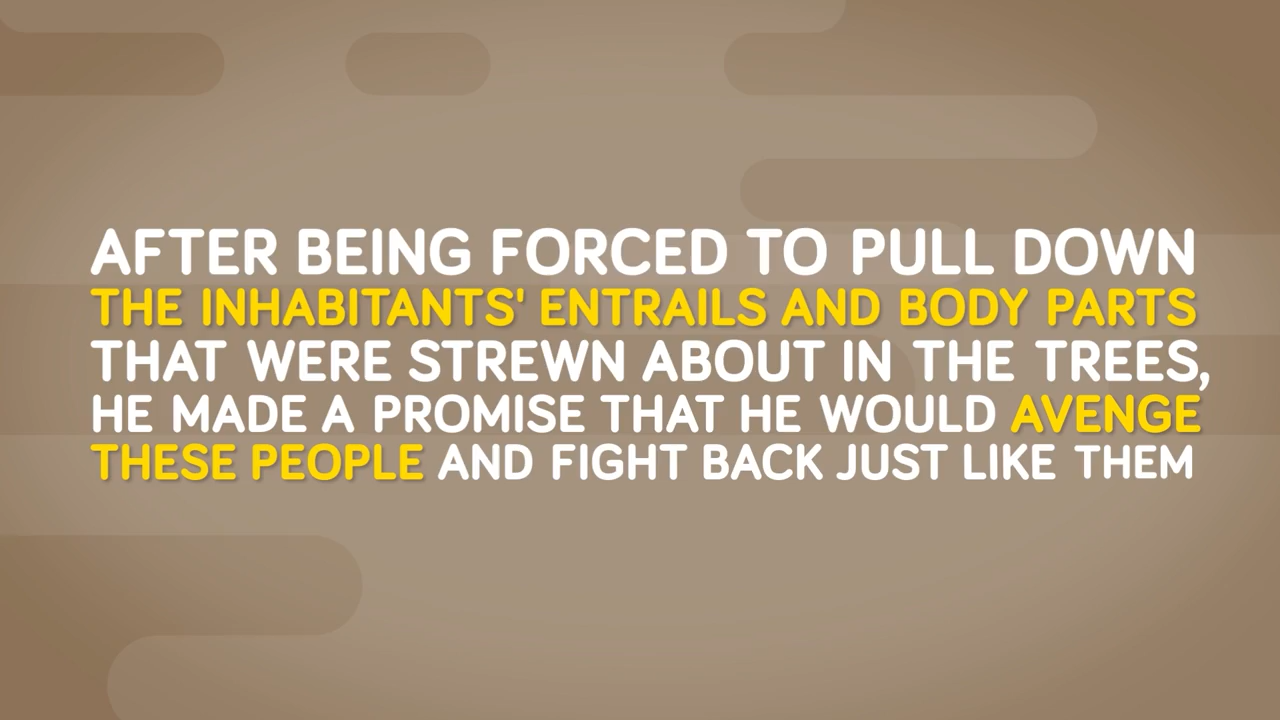 AFTER BEING FORCED TO PULL DOWN
THE INHABITANTS' ENTRAILS AND BODY PARTS
THAT WERE STREWN ABOUT IN THE TREES,
HE MADE A PROMISE THAT HE WOULD AVENGE
THESE PEOPLE AND FIGHT BACK JUST LIKE THEM